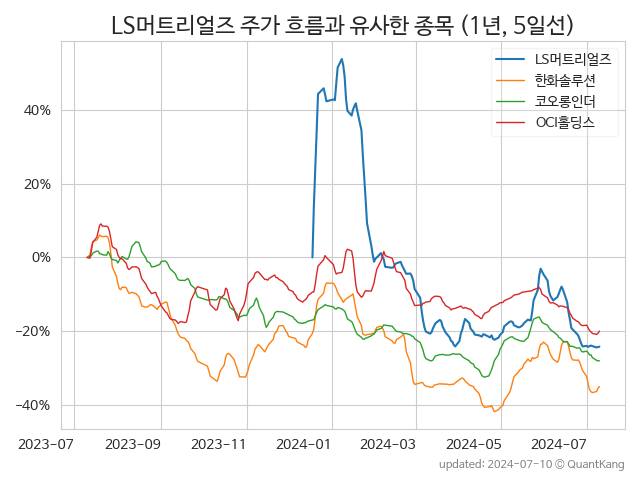 LS머트리얼즈 주가 흐름과 유사한 종목 (1년, 5일선)
LS머트리얼즈
한화솔루션
코오롱인더
OCI홀딩스
40%
20%
0%
−20%
−40%
2023-07 2023-09 2023-11 2024-01 2024-03 2024-05 2024-07
updated: 2024-07-10 © QuantKang